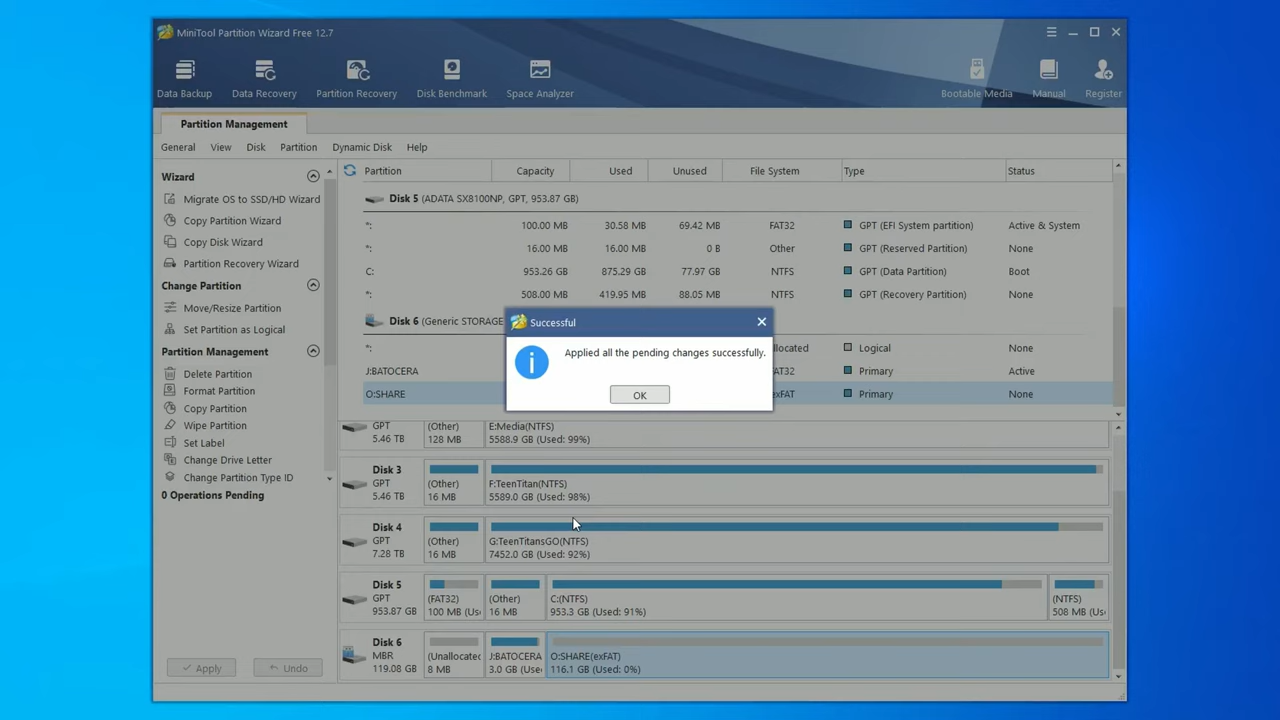 MiniTool Partition Wizard Free 12.7
Data Backup Data Recovery Partition Recovery Disk Benchmark Space Analyzer Bootable Media Manual Register
Partition Management
General View Disk Partition Dynamic Disk Help
Wizard
Migrate OS to SSD/HD Wizard
Copy Partition Wizard
Copy Disk Wizard
Partition Recovery Wizard
Change Partition
Move/Resize Partition
Set Partition as Logical
Partition Management
Delete Partition
Format Partition
Copy Partition
Wipe Partition
Set Label
Change Drive Letter
Change Partition Type ID
0 Operations Pending
Apply Undo
Partition Capacity Used Unused File System Type Status
Disk 5 (ADATA SX8100NP, GPT, 953.87 GB)
*: 100.00 MB 30.58 MB 69.42 MB FAT32 GPT (EFI System partition) Active & System
*: 16.00 MB 16.00 MB 0 B Other GPT (Reserved Partition) None
C: 953.26 GB 875.29 GB 77.97 GB NTFS GPT (Data Partition) Boot
*: 508.00 MB 419.95 MB 88.05 MB NTFS GPT (Recovery Partition) None
Disk 6 (Generic STORAGE
*: located Logical None
J:BATOCERA T32 Primary Active
O:SHARE xFAT Primary None
Successful
Applied all the pending changes successfully.
OK
GPT (Other) E:Media(NTFS)
5.46 TB 128 MB 5588.9 GB (Used: 99%)
Disk 3
GPT (Other) F:TeenTitan(NTFS)
5.46 TB 16 MB 5589.0 GB (Used: 98%)
Disk 4
GPT (Other) G:TeenTitansGO(NTFS)
7.28 TB 16 MB 7452.0 GB (Used: 92%)
Disk 5
GPT (FAT32) (Other) C:(NTFS) (NTFS)
953.87 GB 100 MB (Us 16 MB 953.3 GB (Used: 91%) 508 MB (Us
Disk 6
MBR (Unallocated J:BATOCERA O:SHARE(exFAT)
119.08 GB 8 MB 3.0 GB (Use 116.1 GB (Used: 0%)